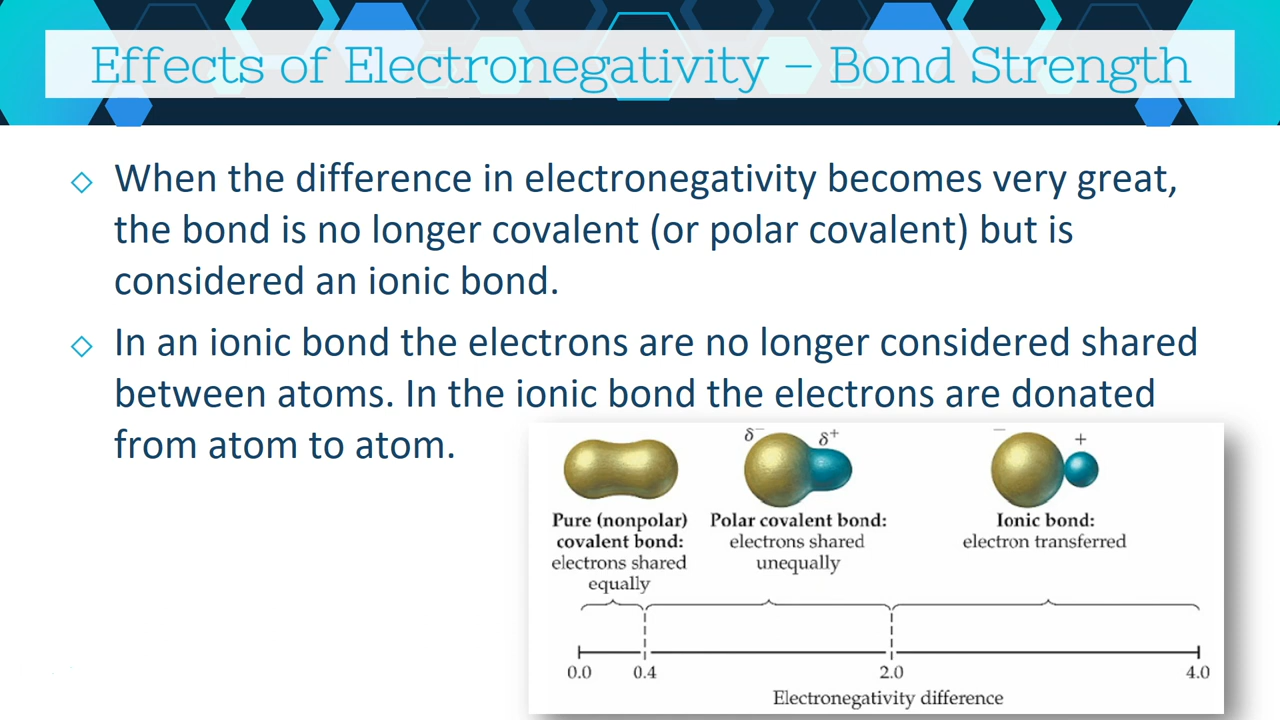 Effects of Electronegativity – Bond Strength
When the difference in electronegativity becomes very great,
the bond is no longer covalent (or polar covalent) but is
considered an ionic bond.
In an ionic bond the electrons are no longer considered shared
between atoms. In the ionic bond the electrons are donated
from atom to atom.
δ− δ+ − +
Pure (nonpolar) Polar covalent bond: Ionic bond:
covalent bond: electrons shared electron transferred
electrons shared unequally
equally
0.0 0.4 2.0 4.0
Electronegativity difference